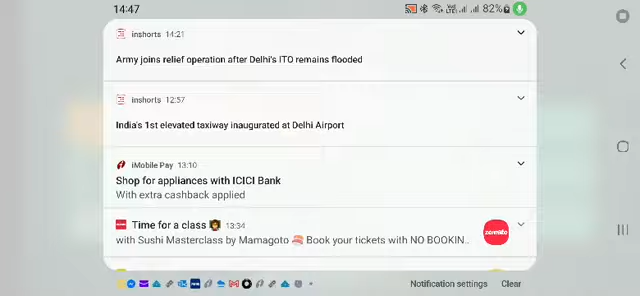 14:47
82%
inshorts 14:21
Army joins relief operation after Delhi's ITO remains flooded
inshorts 12:57
India's 1st elevated taxiway inaugurated at Delhi Airport
iMobile Pay 13:10
Shop for appliances with ICICI Bank
With extra cashback applied
Time for a class 13:34
with Sushi Masterclass by Mamagoto 🍣 Book your tickets with NO BOOKIN...
zomato
Notification settings
Clear